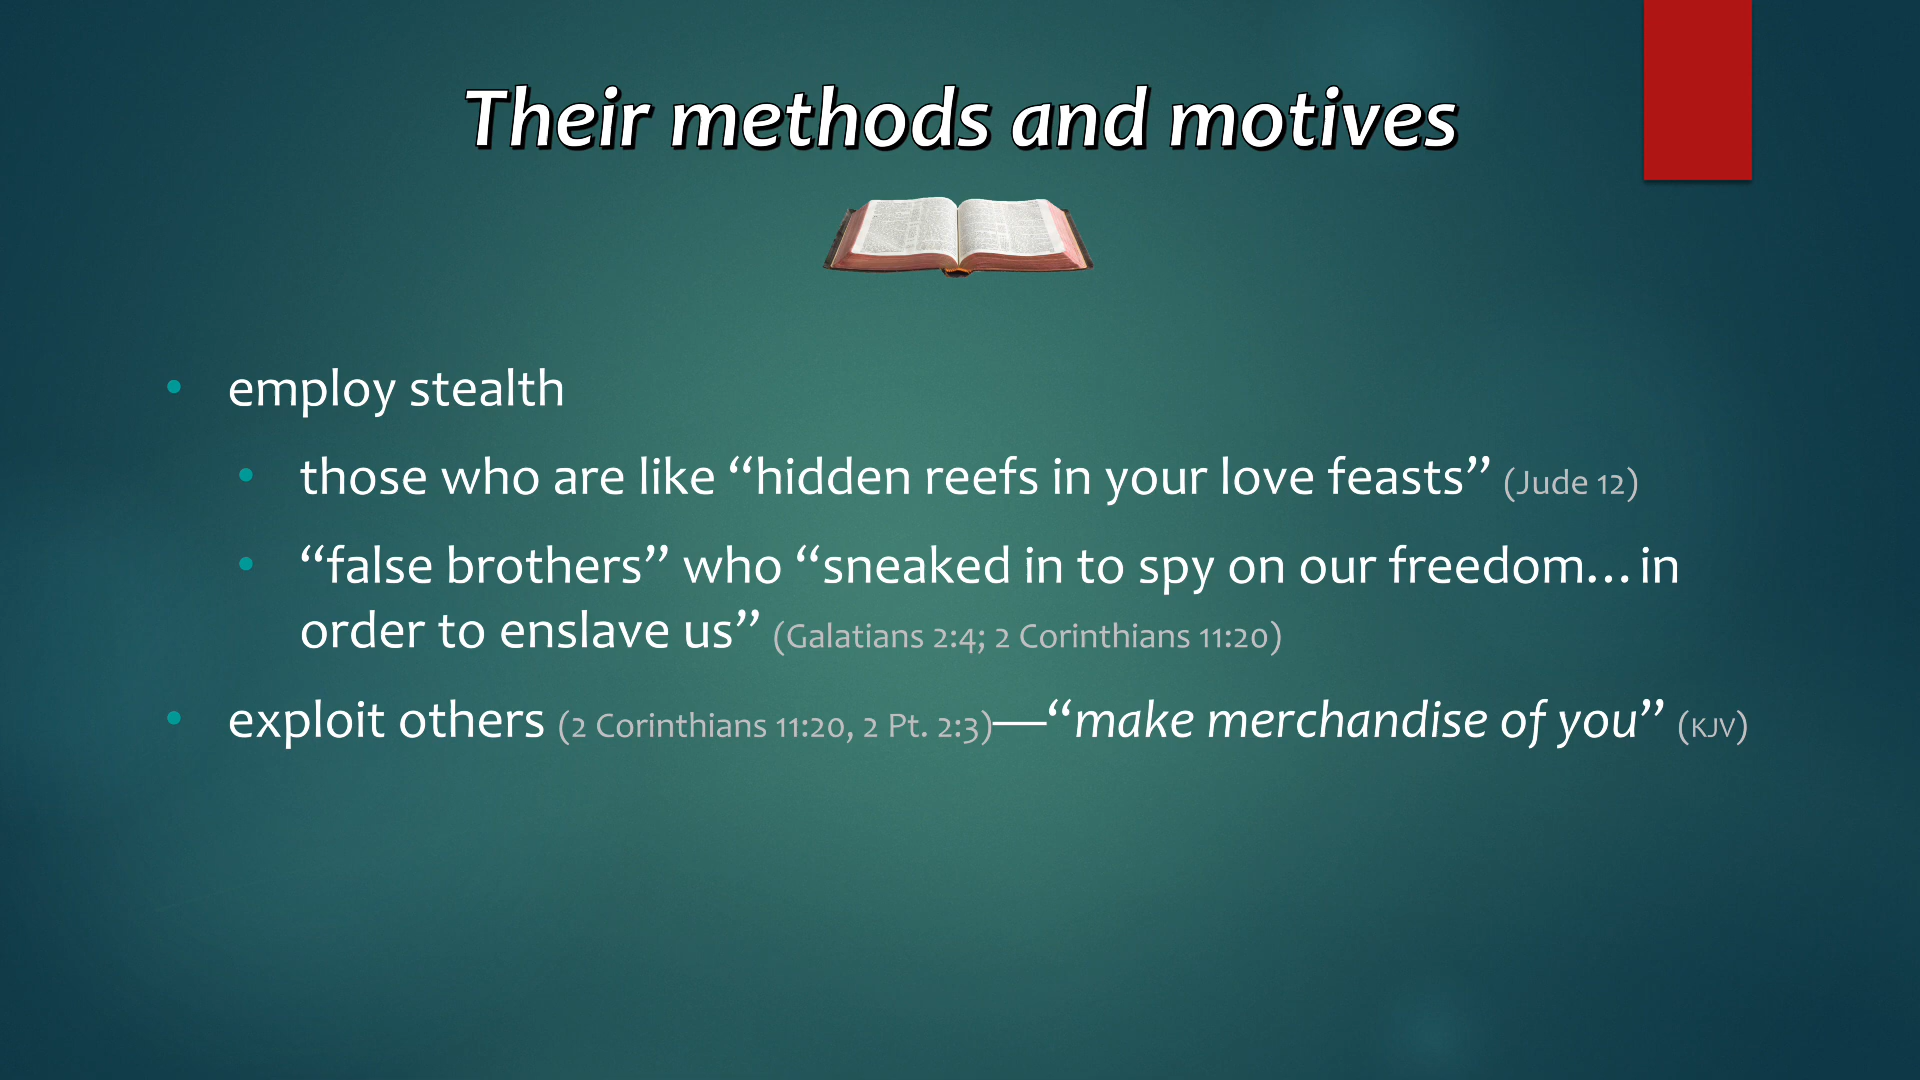 Their methods and motives
• employ stealth
• those who are like “hidden reefs in your love feasts” (Jude 12)
• “false brothers” who “sneaked in to spy on our freedom…in
order to enslave us” (Galatians 2:4; 2 Corinthians 11:20)
• exploit others (2 Corinthians 11:20, 2 Pt. 2:3)—“make merchandise of you” (KJV)